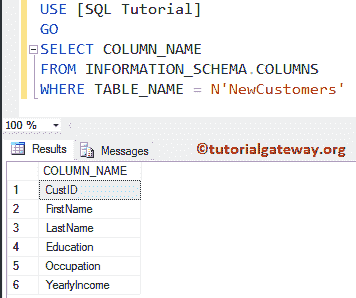 USE [SQL Tutorial]
GO
SELECT COLUMN_NAME
FROM INFORMATION_SCHEMA.COLUMNS
WHERE TABLE_NAME = N'NewCustomers'
100 %
Results Messages ©tutorialgateway.org
COLUMN_NAME
1 CustID
2 FirstName
3 LastName
4 Education
5 Occupation
6 YearlyIncome